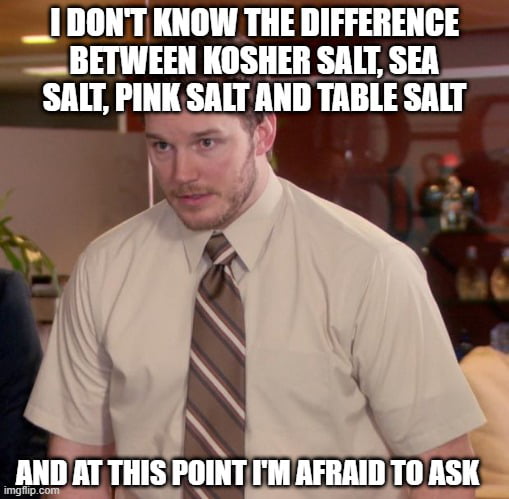 I DON'T KNOW THE DIFFERENCE
BETWEEN KOSHER SALT, SEA
SALT, PINK SALT AND TABLE SALT
AND AT THIS POINT I'M AFRAID TO ASK
imgflip.com